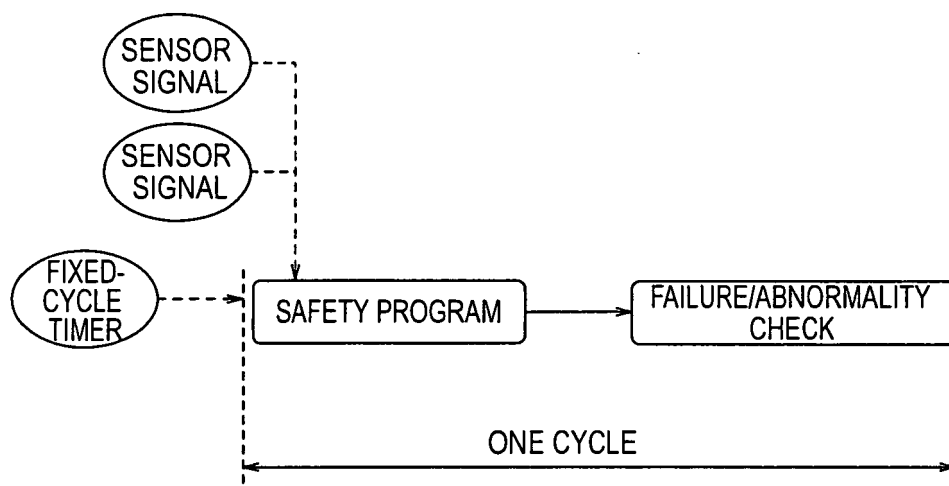 SENSOR
SIGNAL
SENSOR
SIGNAL
FIXED-
CYCLE
TIMER
SAFETY PROGRAM
FAILURE/ABNORMALITY
CHECK
ONE CYCLE